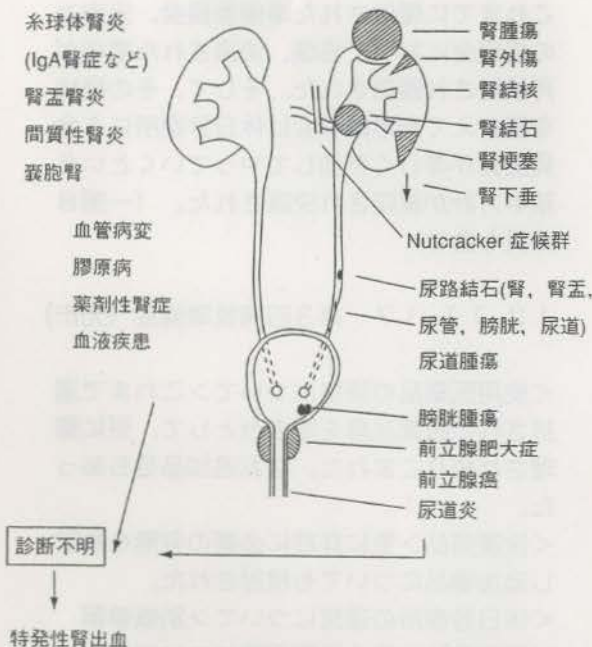 糸球体腎炎
(IgA腎症など)
腎盂腎炎
間質性腎炎
嚢胞腎
血管病変
膠原病
薬剤性腎症
血液疾患
腎腫瘍
腎外傷
腎結核
腎結石
腎梗塞
腎下垂
Nutcracker 症候群
尿路結石(腎，腎盂，
尿管，膀胱，尿道)
尿道腫瘍
膀胱腫瘍
前立腺肥大症
前立腺癌
尿道炎
診断不明
特発性腎出血